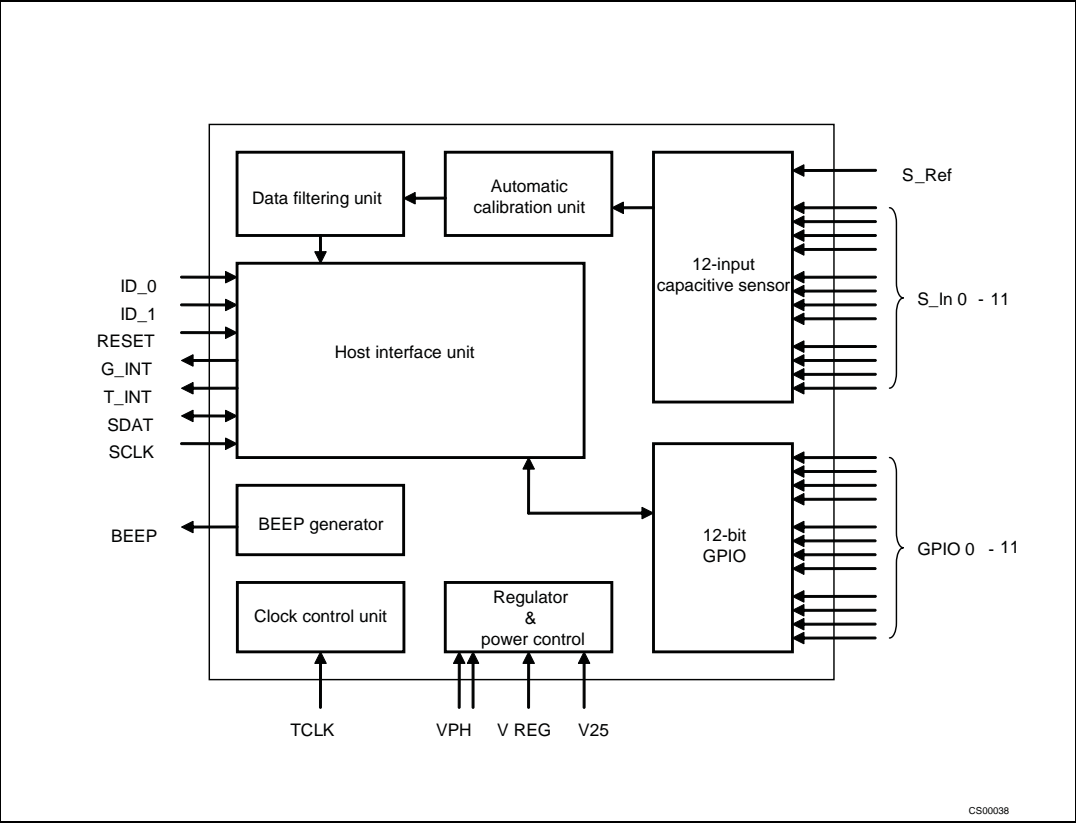 Data filtering unit
Automatic
calibration unit
12-input
capacitive sensor
S_Ref
S_In 0 - 11
ID_0
ID_1
RESET
G_INT
T_INT
SDAT
SCLK
Host interface unit
BEEP
BEEP generator
12-bit
GPIO
GPIO 0 - 11
Clock control unit
Regulator
&
power control
TCLK
VPH
V REG
V25
CS00038